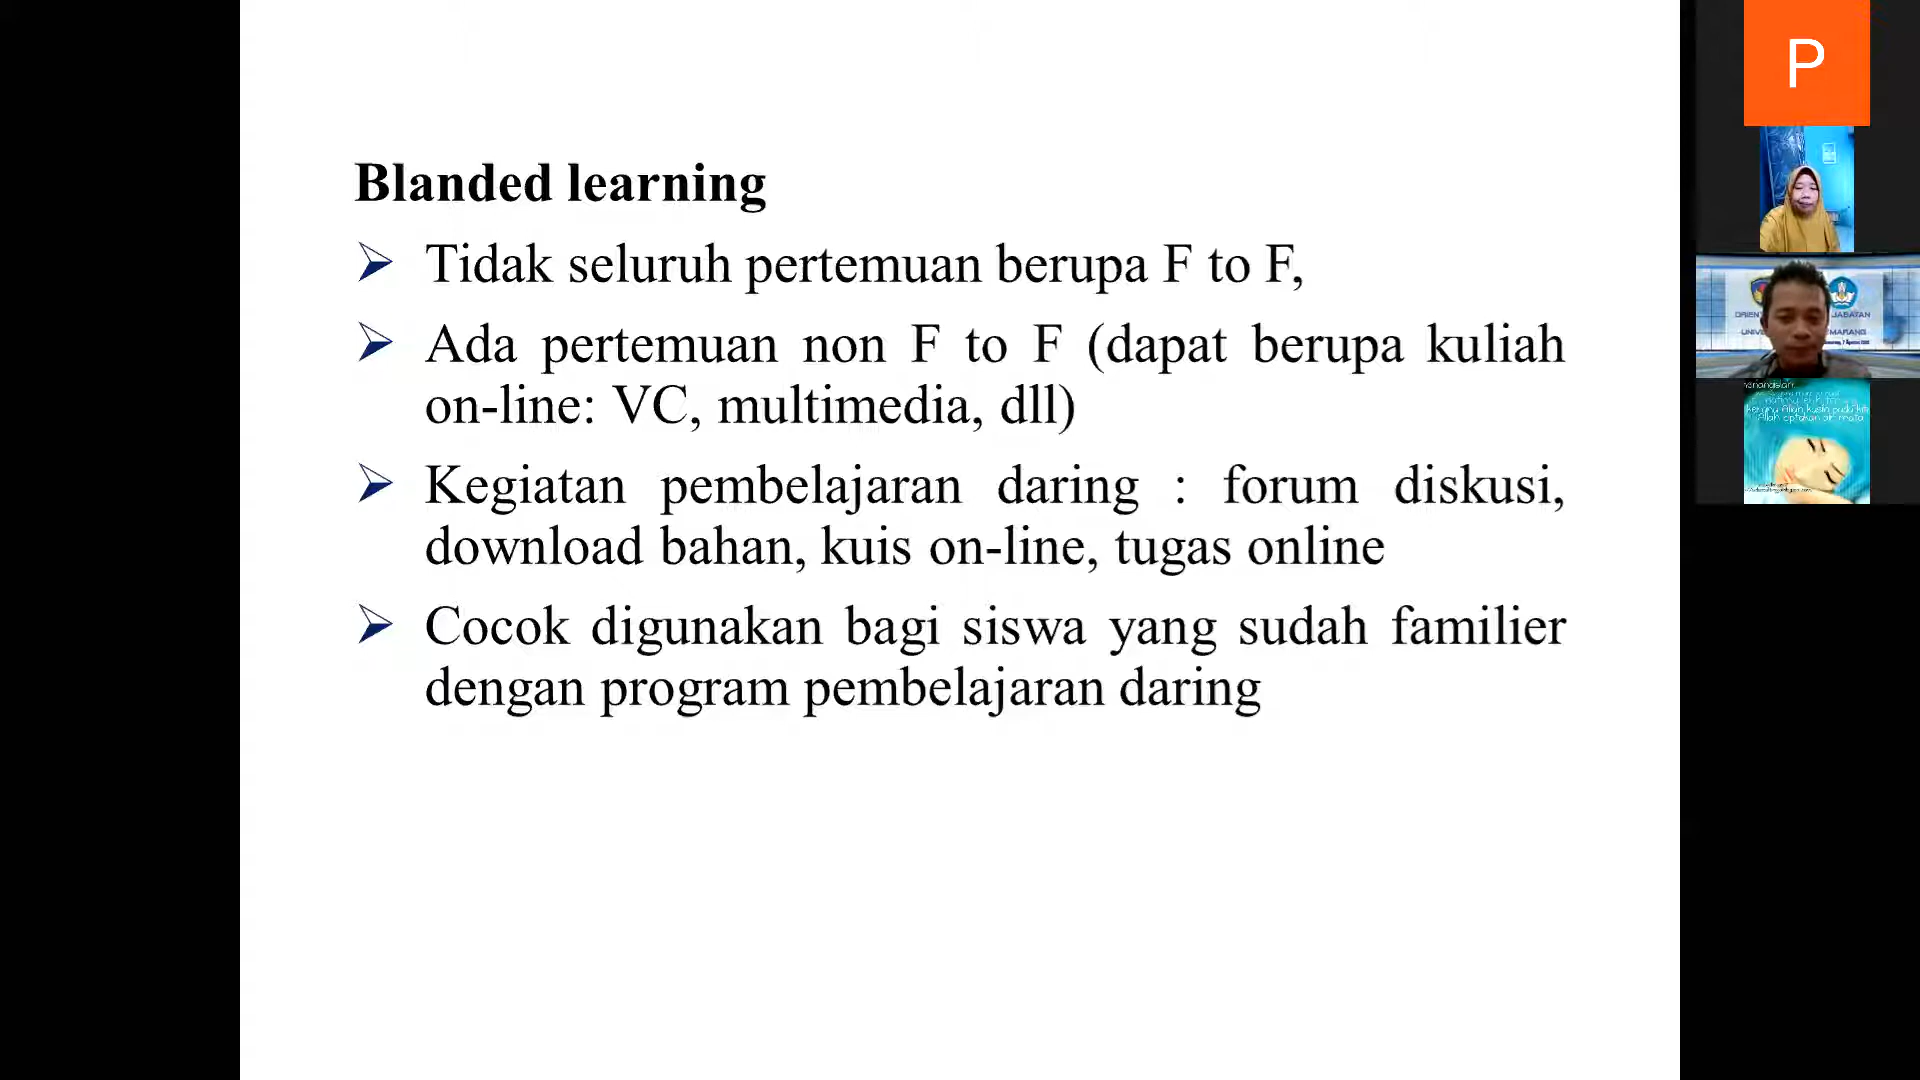 Blanded learning
Tidak seluruh pertemuan berupa F to F,
Ada pertemuan non F to F (dapat berupa kuliah
on-line: VC, multimedia, dll)
Kegiatan pembelajaran daring : forum diskusi,
download bahan, kuis on-line, tugas online
Cocok digunakan bagi siswa yang sudah familier
dengan program pembelajaran daring
P
JABATAN